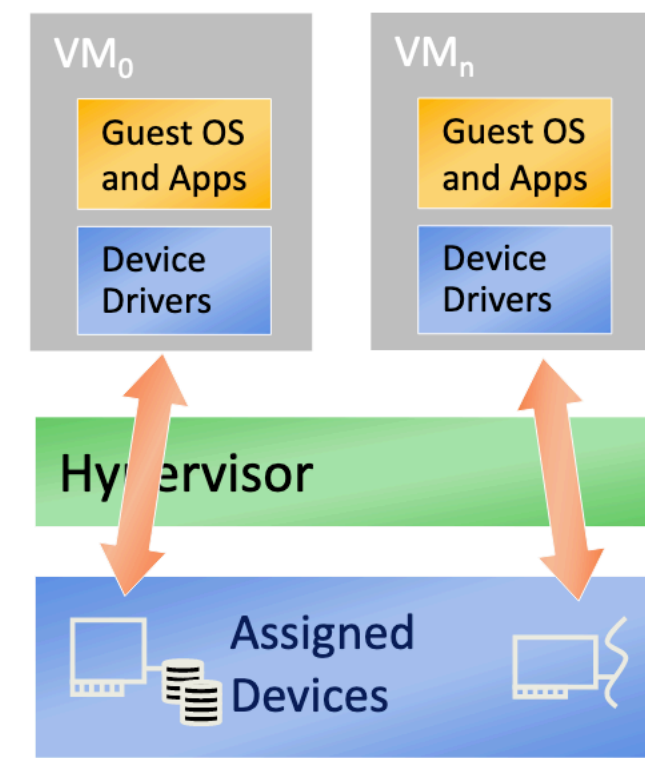 VM₀
Guest OS
and Apps
Device
Drivers
VMₙ
Guest OS
and Apps
Device
Drivers
Hypervisor
Assigned
Devices